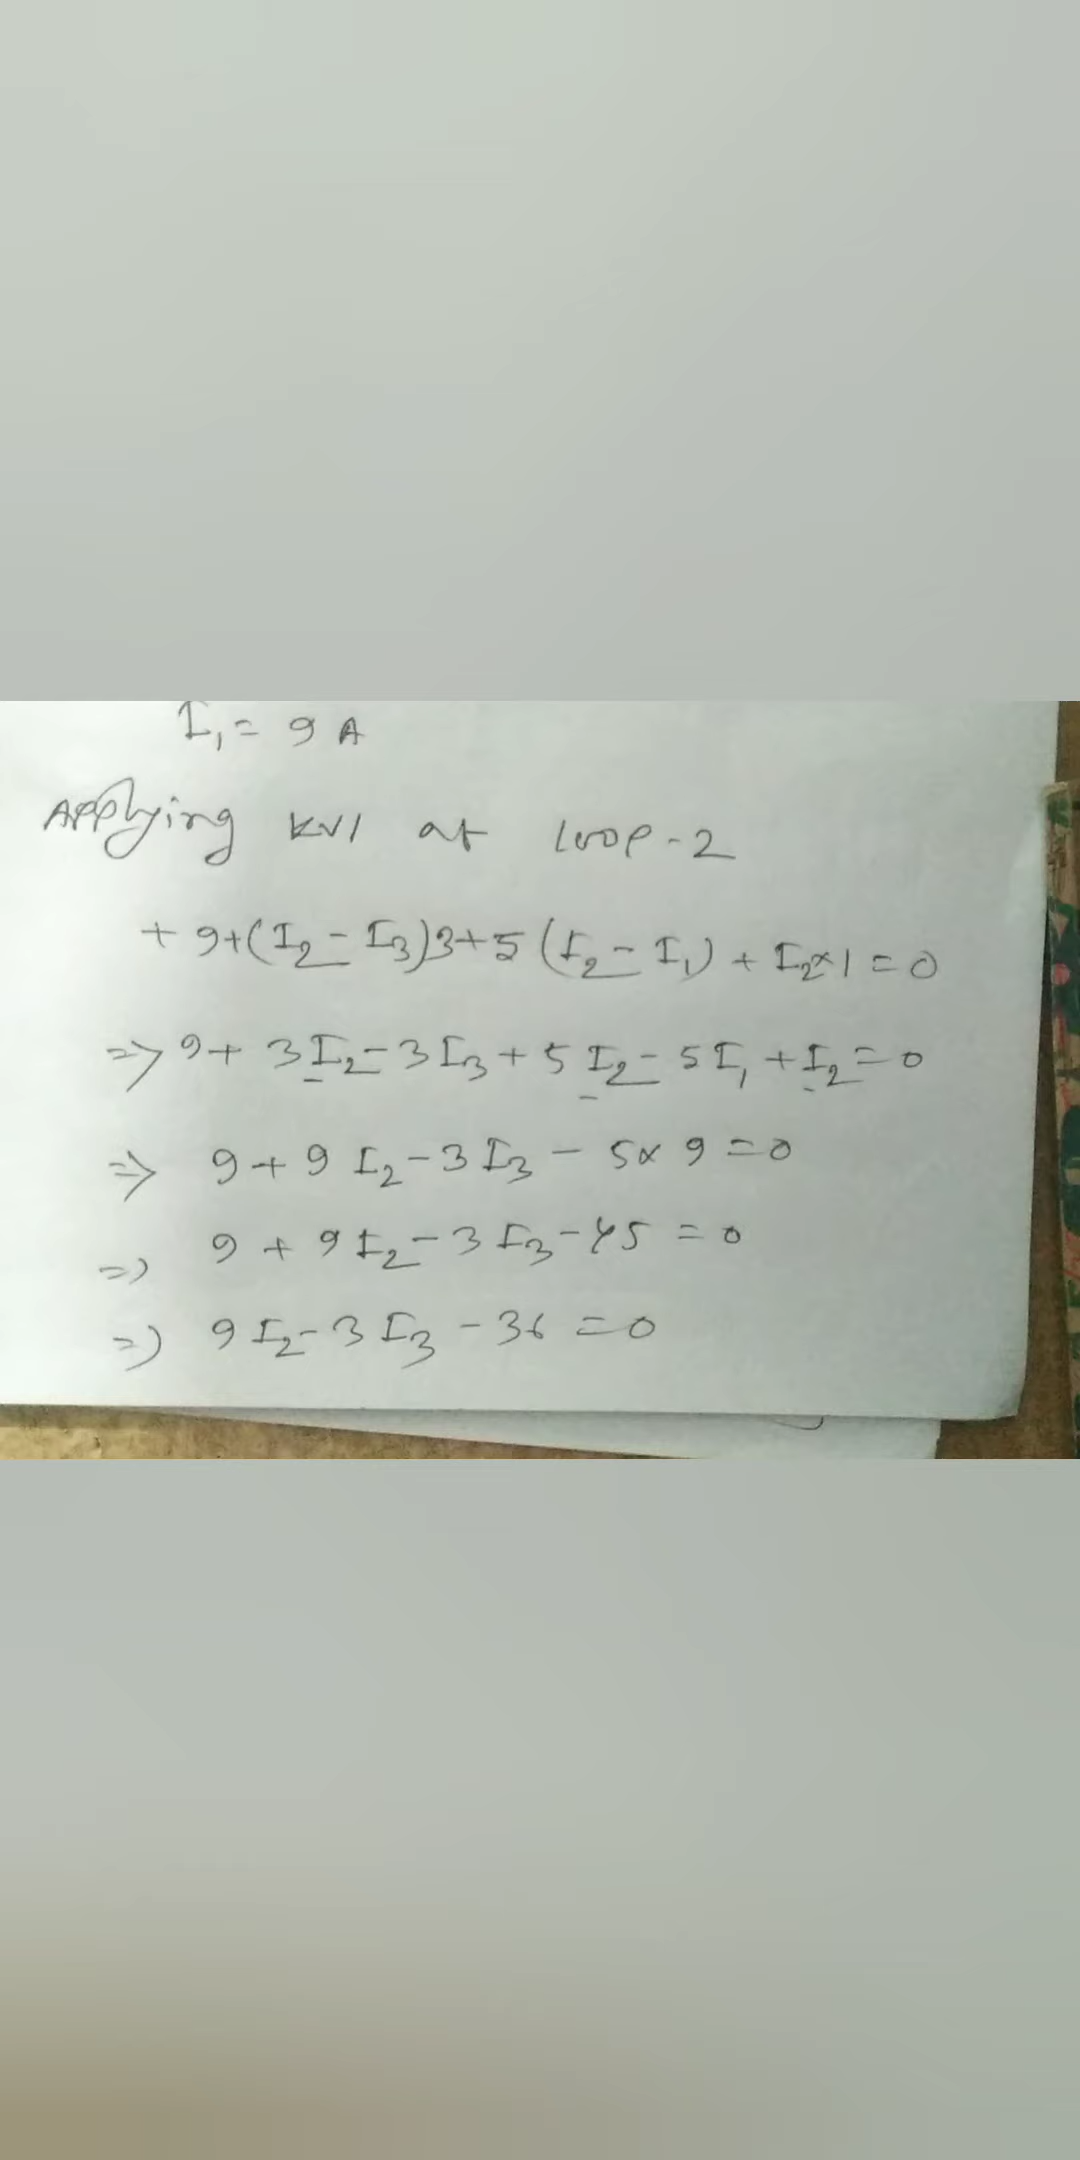 I₁ = 9 A
Applying KVl at loop-2
+ 9+(I₂ - I₃)3+5 (I₂ - I₁) + I₂×1 = 0
=> 9+ 3I₂ - 3I₃ + 5 I₂ - 5I₁ + I₂ = 0
=> 9 + 9 I₂ - 3 I₃ - 5× 9 = 0
=> 9 + 9 I₂ - 3 I₃ - 45 = 0
=> 9 I₂ - 3 I₃ - 36 = 0